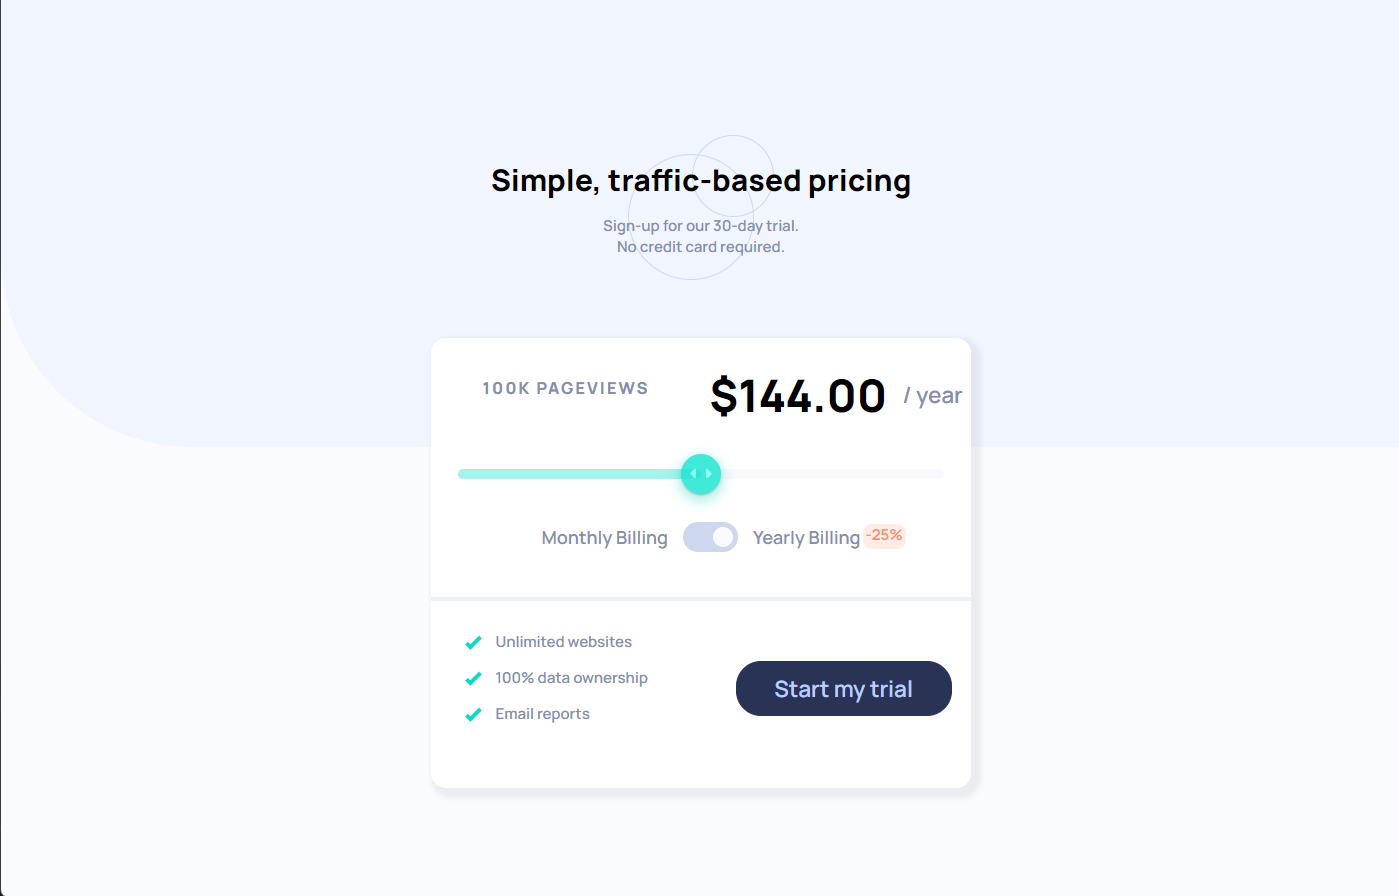 Simple, traffic-based pricing
Sign-up for our 30-day trial.
No credit card required.
100K PAGEVIEWS
$144.00 / year
Monthly Billing Yearly Billing -25%
Unlimited websites
100% data ownership
Email reports
Start my trial